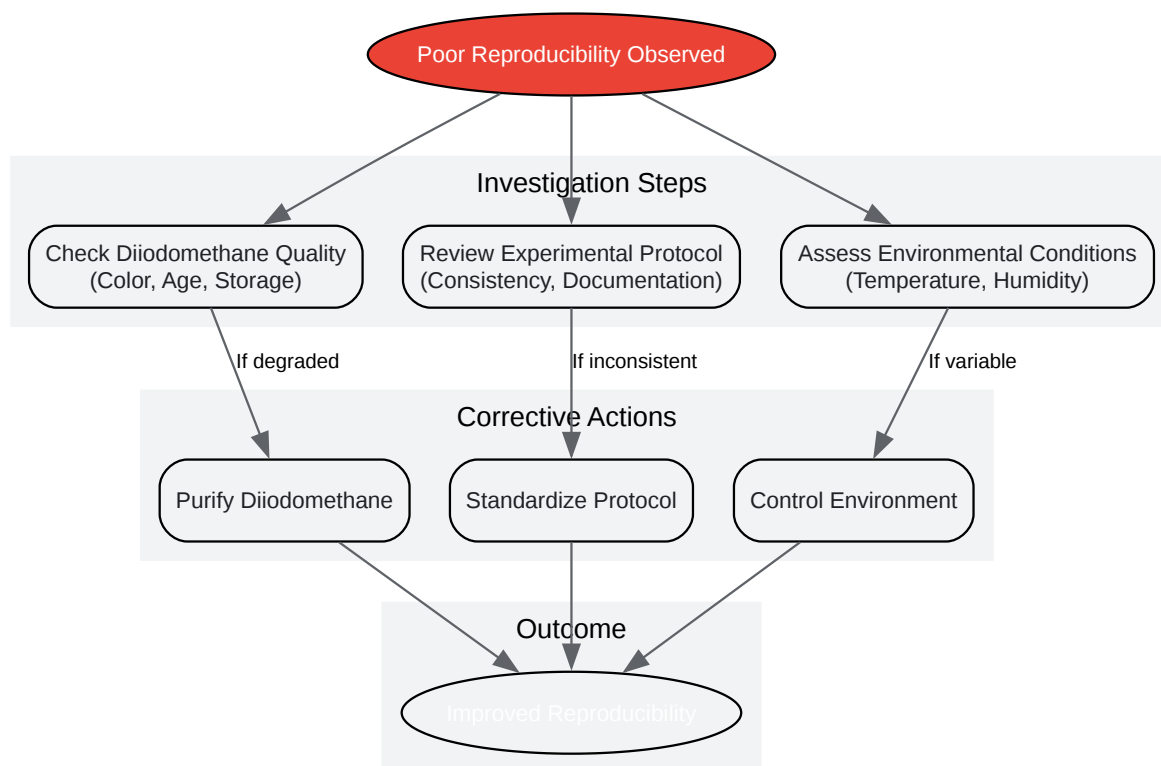 Poor Reproducibility Observed
Investigation Steps
Check Diiodomethane Quality
(Color, Age, Storage)
Review Experimental Protocol
(Consistency, Documentation)
Assess Environmental Conditions
(Temperature, Humidity)
If degraded
If inconsistent
If variable
Corrective Actions
Purify Diiodomethane
Standardize Protocol
Control Environment
Outcome
Improved Reproducibility